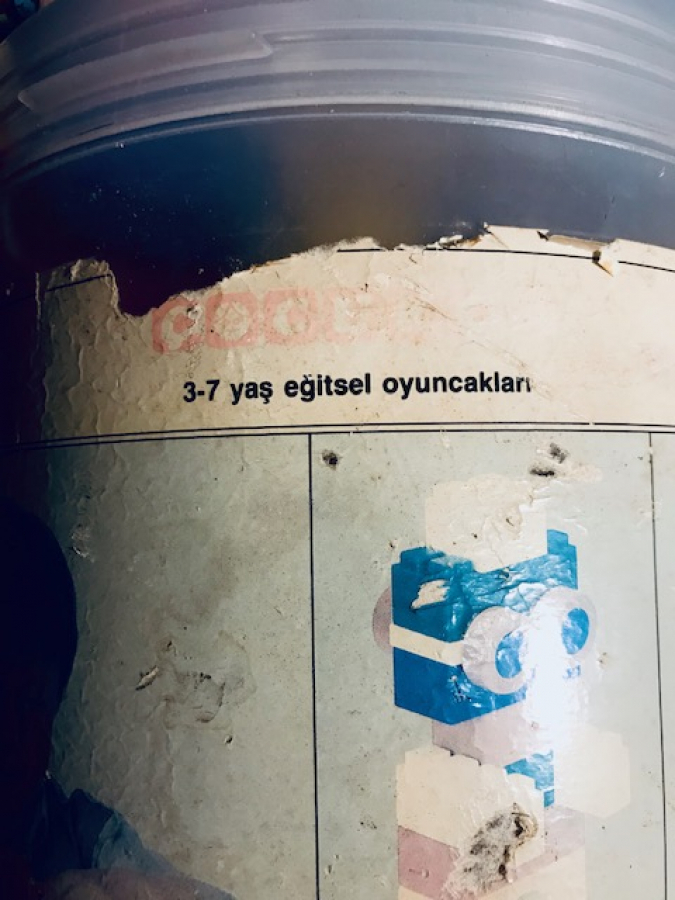 3-7 yaş eğitsel oyuncakları